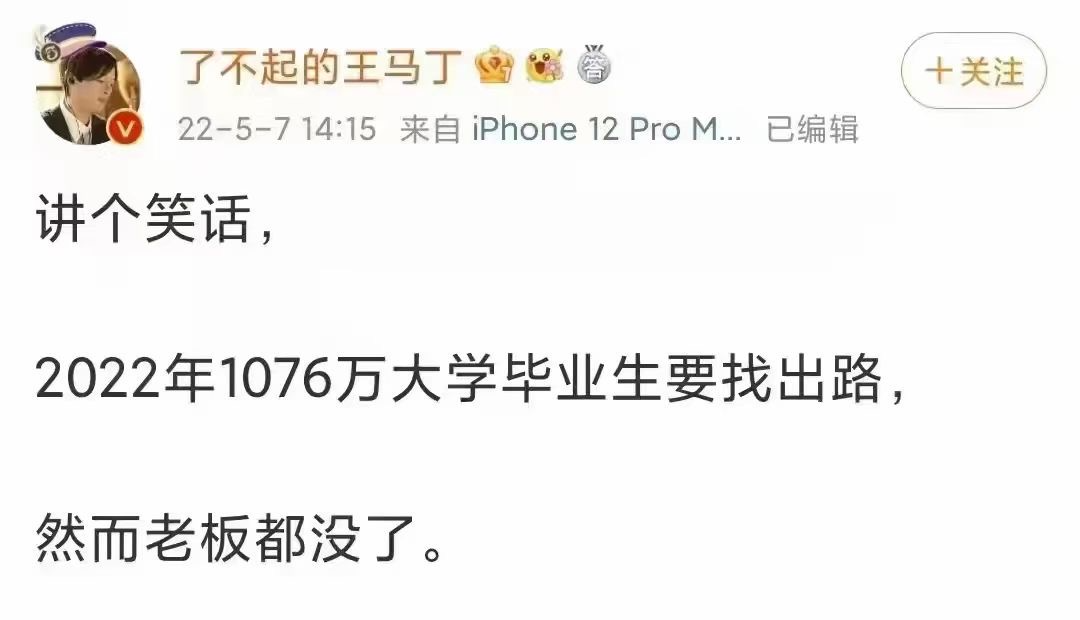 了不起的王马丁 答
+关注
22-5-7 14:15 来自 iPhone 12 Pro M... 已编辑
讲个笑话，
2022年1076万大学毕业生要找出路，
然而老板都没了。